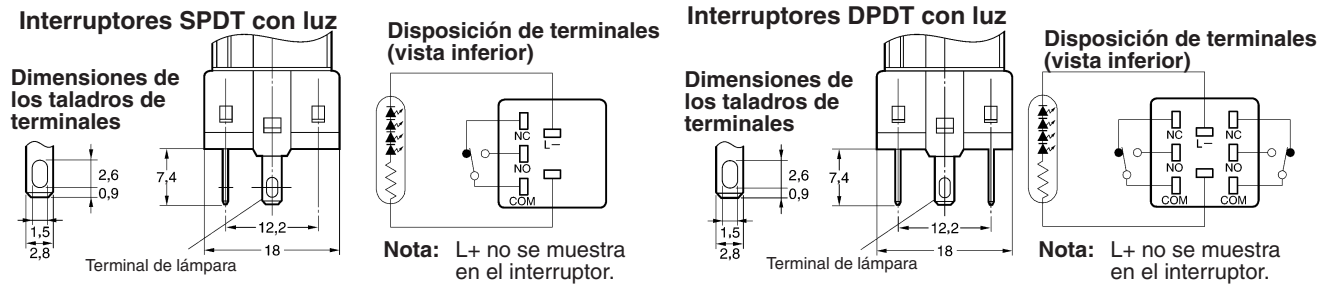 Interruptores SPDT con luz
Disposición de terminales
(vista inferior)
Dimensiones de
los taladros de
terminales
NC
L–
NO
COM
7,4
2,6
0,9
1,5
2,8
12,2
18
Terminal de lámpara
Nota: L+ no se muestra
en el interruptor.
Interruptores DPDT con luz
Disposición de terminales
(vista inferior)
Dimensiones de
los taladros de
terminales
NC NC
L–
NO NO
COM COM
7,4
2,6
0,9
1,5
2,8
12,2
18
Terminal de lámpara
Nota: L+ no se muestra
en el interruptor.